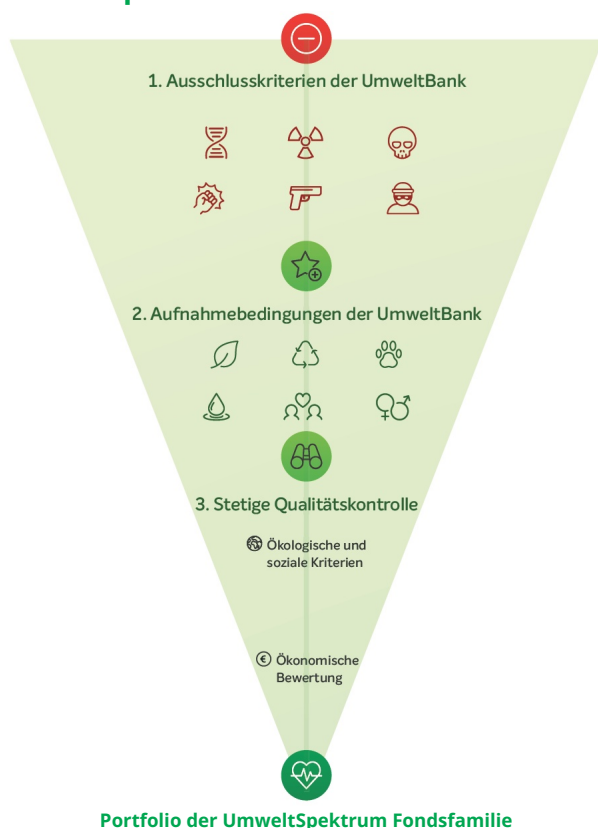 1. Ausschlusskriterien der UmweltBank
2. Aufnahmebedingungen der UmweltBank
3. Stetige Qualitätskontrolle
Ökologische und
soziale Kriterien
€ Ökonomische
Bewertung
Portfolio der UmweltSpektrum Fondsfamilie